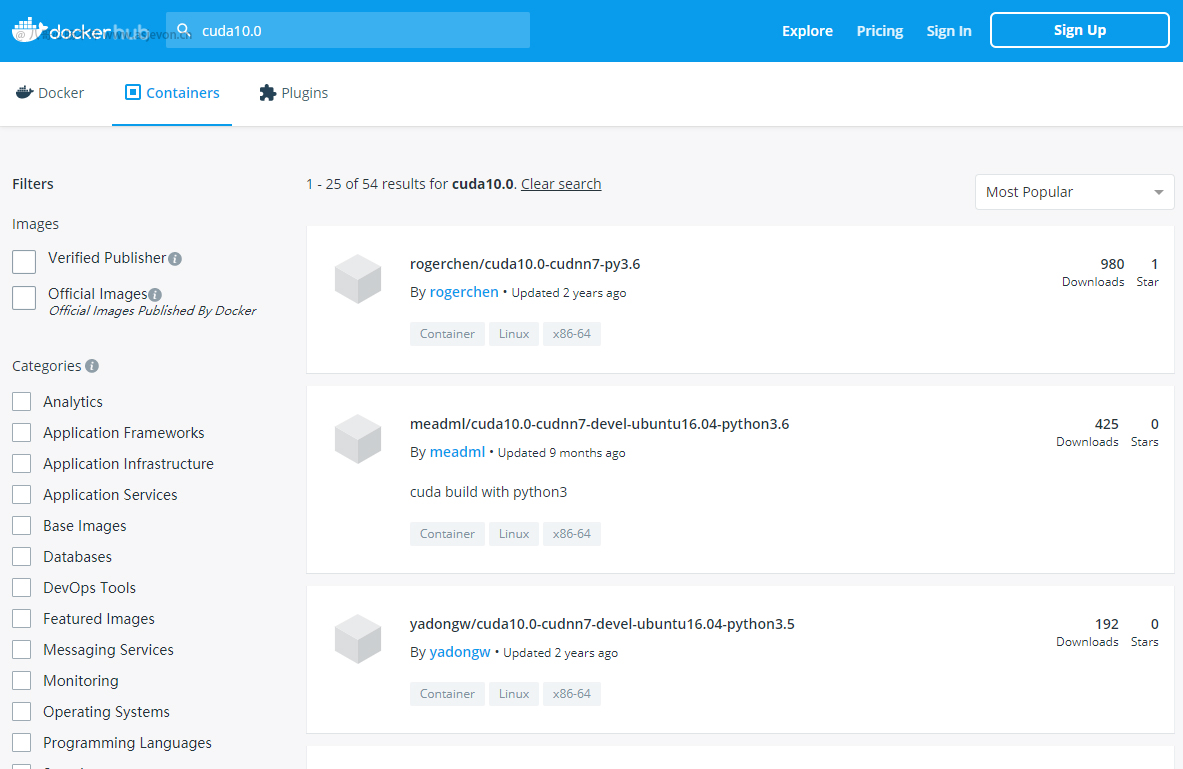 dockerhub
cuda10.0
Explore
Pricing
Sign In
Sign Up
Docker
Containers
Plugins
Filters
Images
Verified Publisher
Official Images
Official Images Published By Docker
Categories
Analytics
Application Frameworks
Application Infrastructure
Application Services
Base Images
Databases
DevOps Tools
Featured Images
Messaging Services
Monitoring
Operating Systems
Programming Languages
1 - 25 of 54 results for cuda10.0. Clear search
Most Popular
rogerchen/cuda10.0-cudnn7-py3.6
By rogerchen • Updated 2 years ago
Container Linux x86-64
980 1
Downloads Star
meadml/cuda10.0-cudnn7-devel-ubuntu16.04-python3.6
By meadml • Updated 9 months ago
cuda build with python3
Container Linux x86-64
425 0
Downloads Stars
yadongw/cuda10.0-cudnn7-devel-ubuntu16.04-python3.5
By yadongw • Updated 2 years ago
Container Linux x86-64
192 0
Downloads Stars